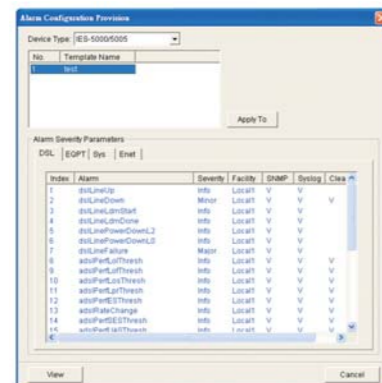 Alarm Configuration Provision
Device Type: IES-5000/5005
No. Template Name
1 test
Apply To
Alarm Severity Parameters
DSL EQPT Sys Enet
Index Alarm Severity Facility SNMP Syslog Clea
1 dslLineUp Info Local1 V V
2 dslLineDown Minor Local1 V V V
3 dslLineLdmStart Info Local1 V V
4 dslLineLdmDone Info Local1 V V
5 dslLinePowerDownL2 Info Local1 V V
6 dslLinePowerDownL0 Info Local1 V V
7 dslLineFailure Major Local1 V V
8 adslPerfLolThresh Info Local1 V V V
9 adslPerfLofThresh Info Local1 V V V
10 adslPerfLosThresh Info Local1 V V V
11 adslPerfLprThresh Info Local1 V V V
12 adslPerfESThresh Info Local1 V V V
13 adslRateChange Info Local1 V V
14 adslPerfSESThresh Info Local1 V V V
15 adslPerfUASThresh Info Local1 V V V
View Cancel